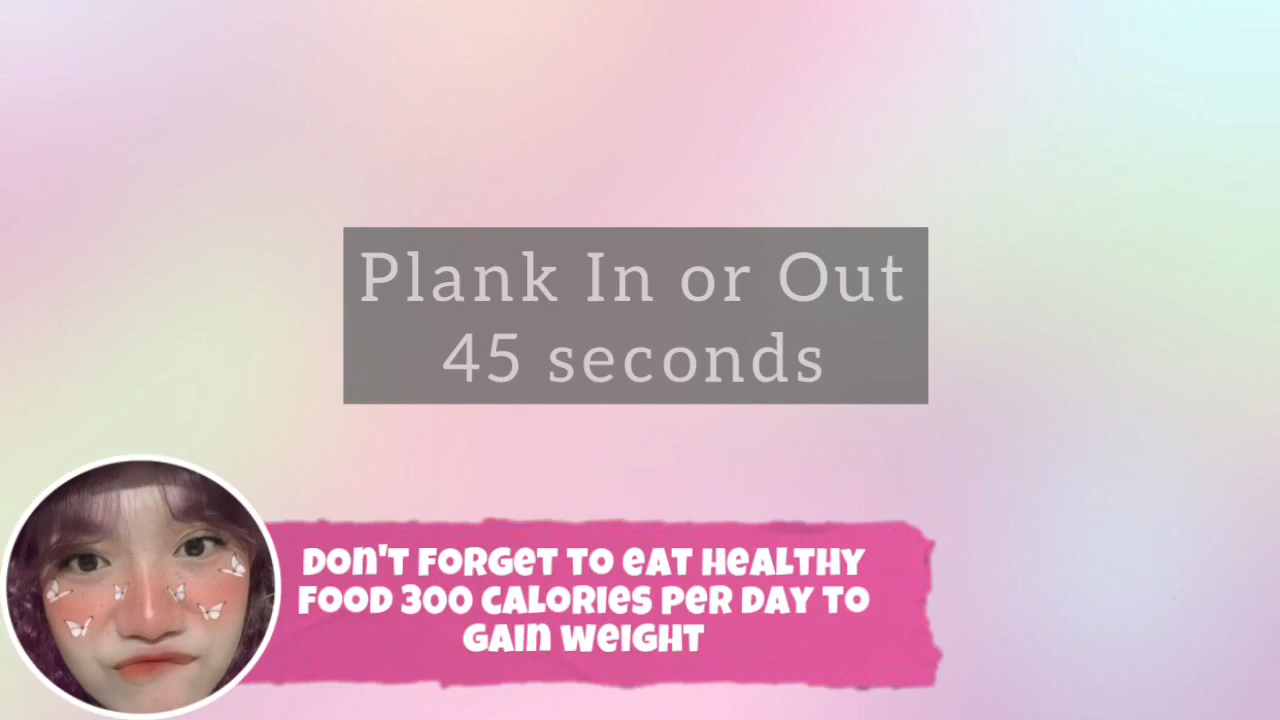 Plank In or Out
45 seconds
Don't forget to eat healthy
food 300 calories per day to
gain weight